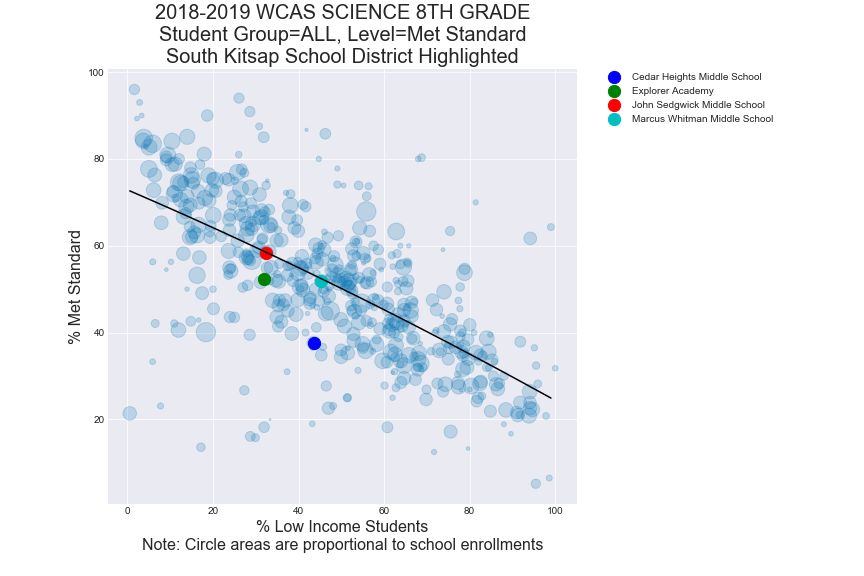 2018-2019 WCAS SCIENCE 8TH GRADE
Student Group=ALL, Level=Met Standard
South Kitsap School District Highlighted
Cedar Heights Middle School
Explorer Academy
John Sedgwick Middle School
Marcus Whitman Middle School
% Met Standard
100
80
60
40
20
0 20 40 60 80 100
% Low Income Students
Note: Circle areas are proportional to school enrollments